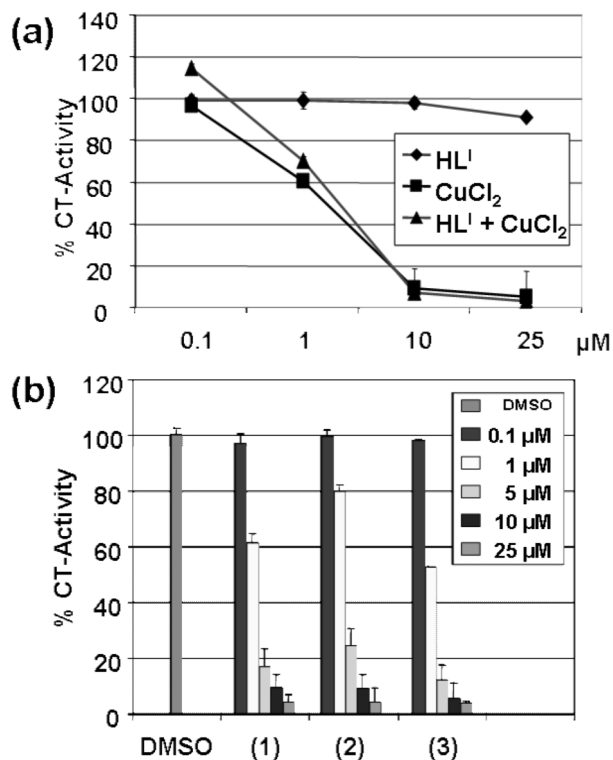 (a)
140
120
100
80
60
40
20
0
% CT-Activity
HLᴵ
CuCl₂
HLᴵ + CuCl₂
0.1 1 10 25 µM
(b)
120
100
80
60
40
20
0
% CT-Activity
DMSO
0.1 µM
1 µM
5 µM
10 µM
25 µM
DMSO (1) (2) (3)